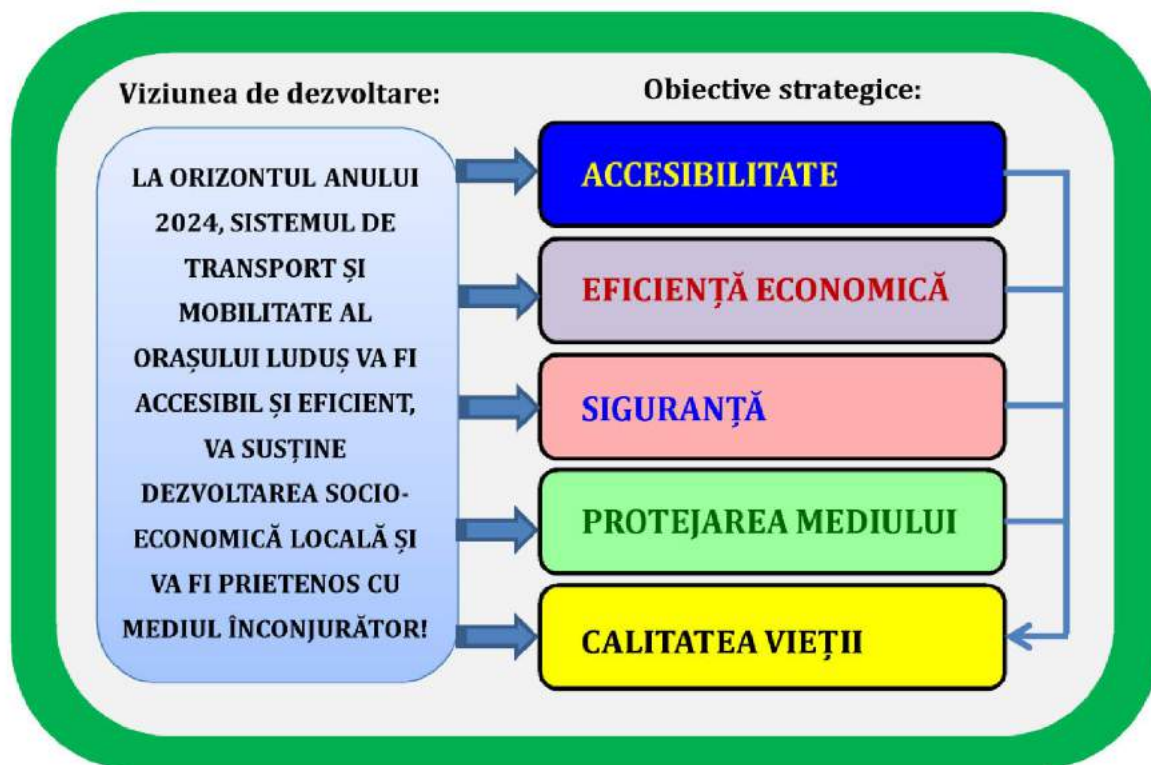 Viziunea de dezvoltare:
LA ORIZONTUL ANULUI
2024, SISTEMUL DE
TRANSPORT ȘI
MOBILITATE AL
ORAȘULUI LUDUȘ VA FI
ACCESIBIL ȘI EFICIENT,
VA SUSȚINE
DEZVOLTAREA SOCIO-
ECONOMICĂ LOCALĂ ȘI
VA FI PRIETENOS CU
MEDIUL ÎNCONJURĂTOR!
Obiective strategice:
ACCESIBILITATE
EFICIENȚĂ ECONOMICĂ
SIGURANȚĂ
PROTEJAREA MEDIULUI
CALITATEA VIEȚII